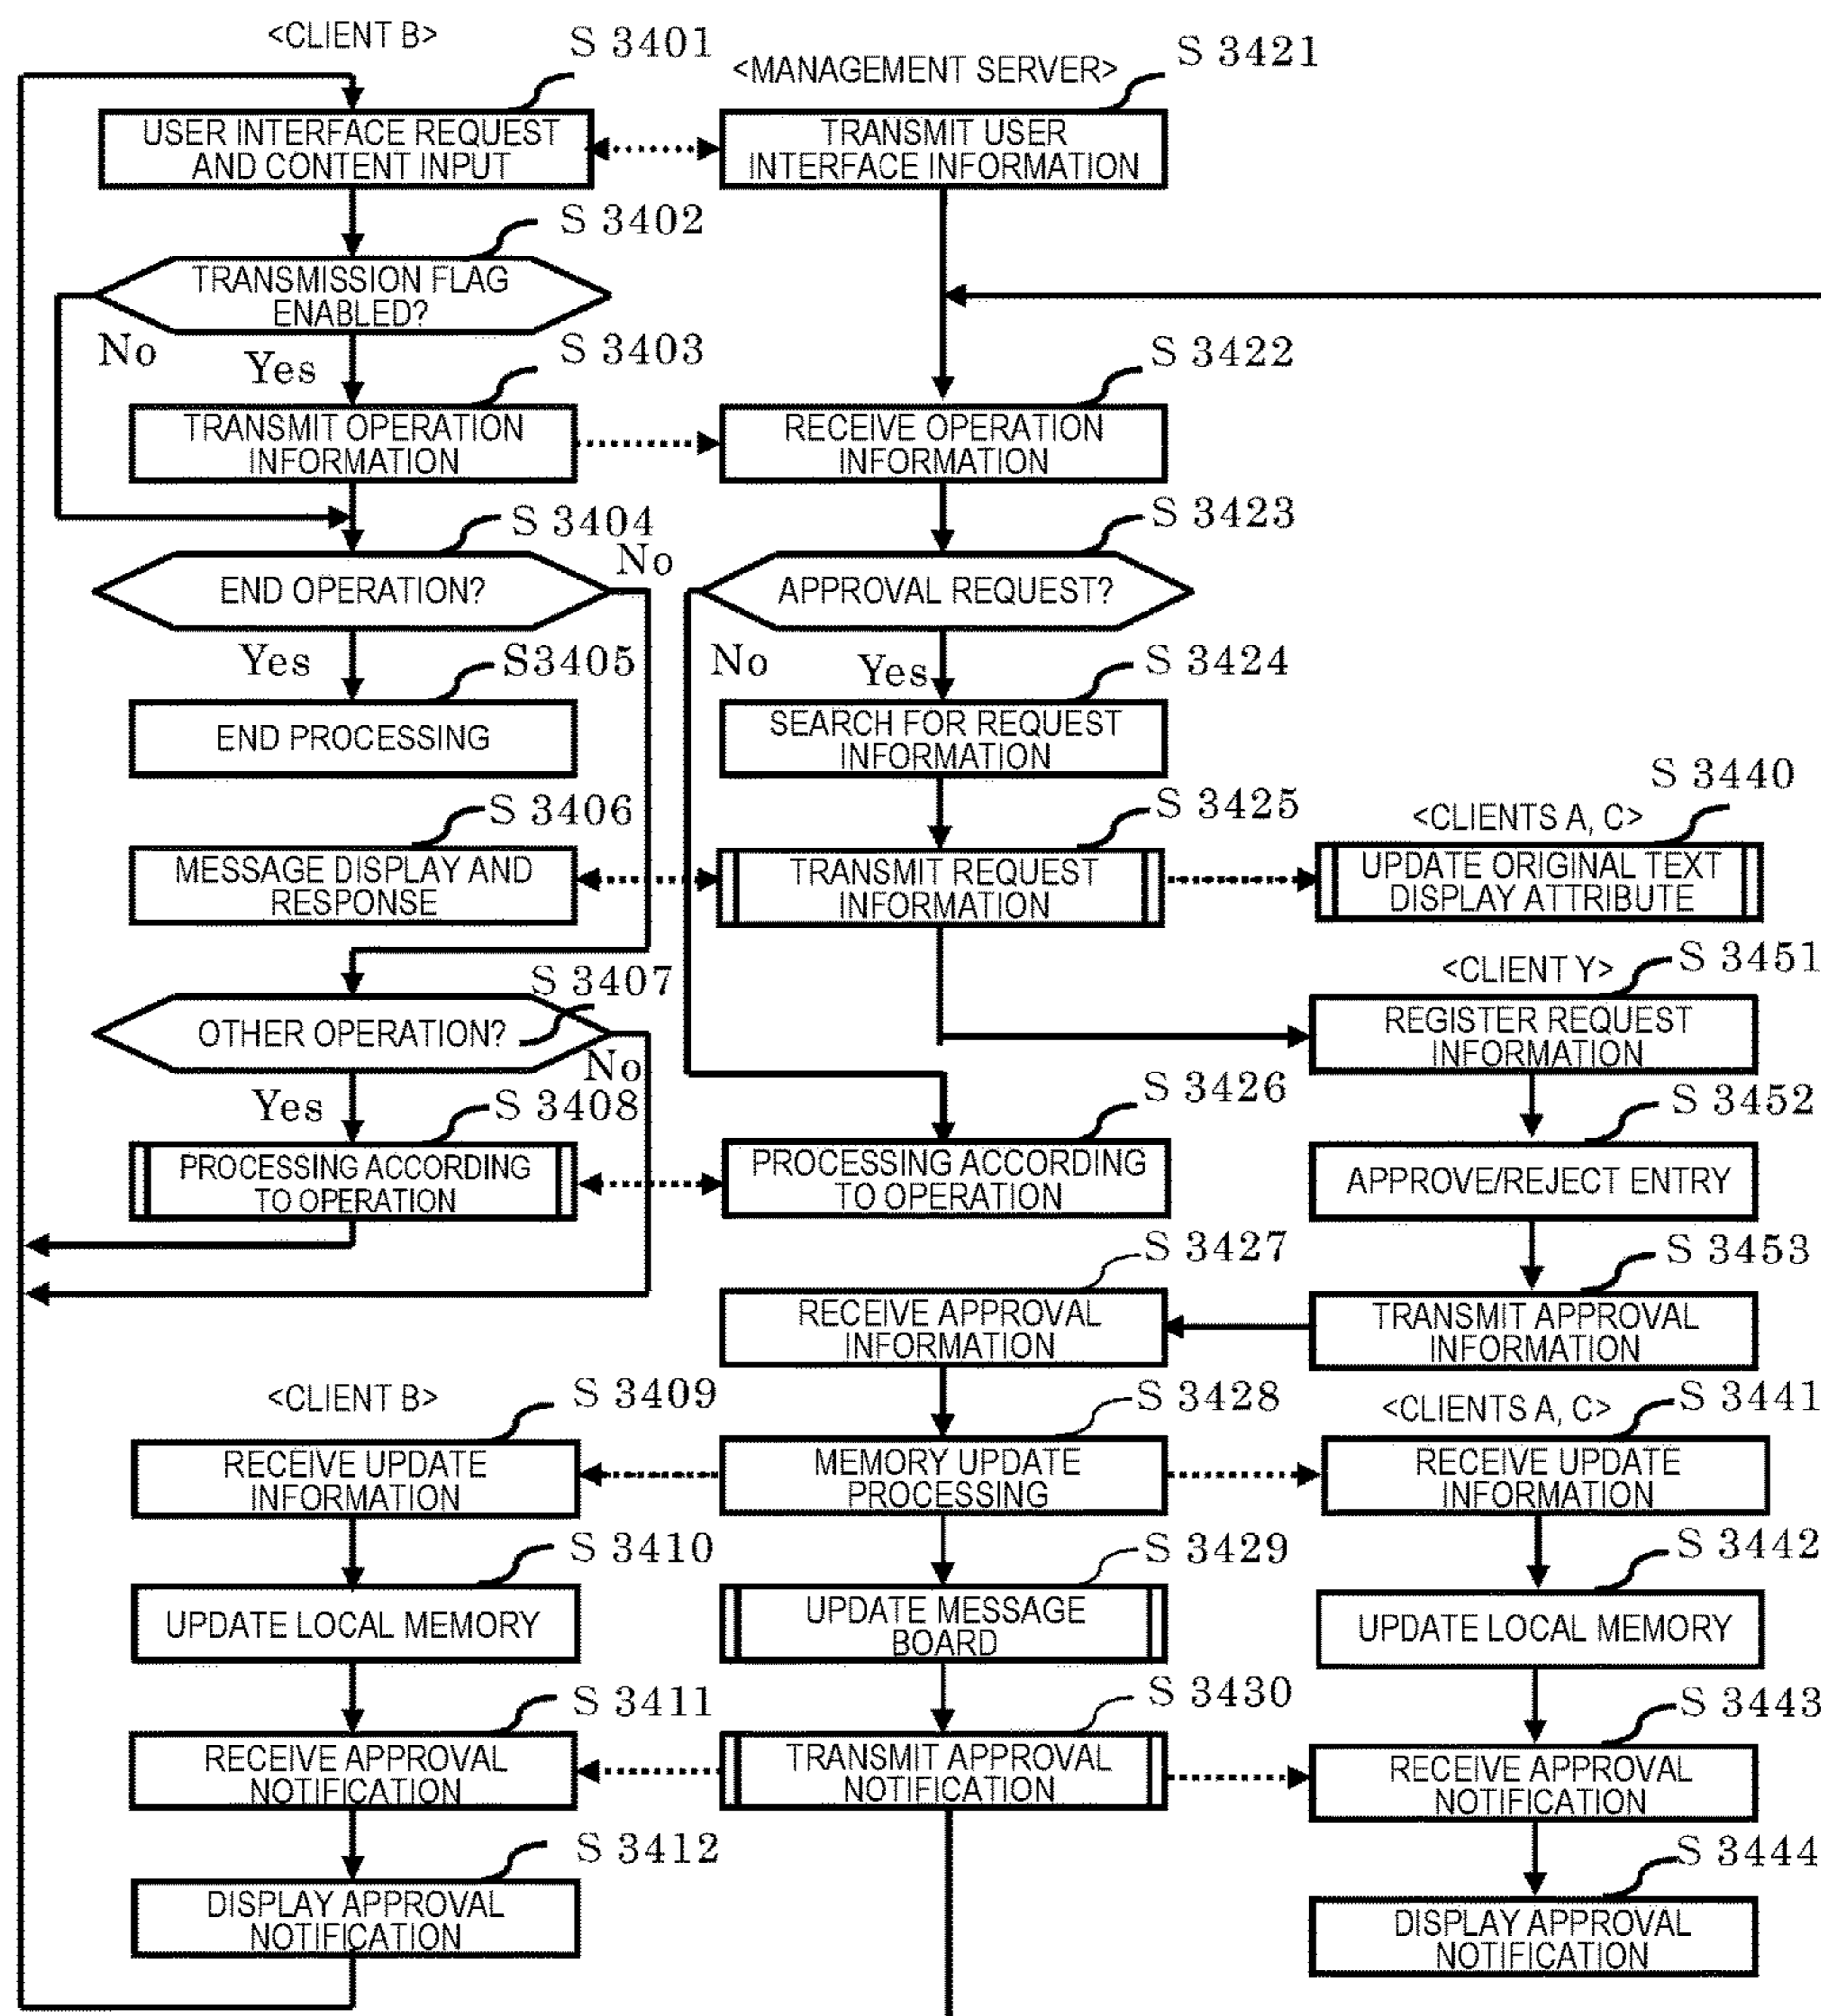 <CLIENT B>
S 3401
<MANAGEMENT SERVER>
S 3421
USER INTERFACE REQUEST
AND CONTENT INPUT
TRANSMIT USER
INTERFACE INFORMATION
S 3402
TRANSMISSION FLAG
ENABLED?
No
Yes
S 3403
S 3422
TRANSMIT OPERATION
INFORMATION
RECEIVE OPERATION
INFORMATION
S 3404
No
S 3423
END OPERATION?
APPROVAL REQUEST?
Yes
S3405
No
Yes
S 3424
END PROCESSING
SEARCH FOR REQUEST
INFORMATION
S 3406
S 3425
<CLIENTS A, C>
S 3440
MESSAGE DISPLAY AND
RESPONSE
TRANSMIT REQUEST
INFORMATION
UPDATE ORIGINAL TEXT
DISPLAY ATTRIBUTE
<CLIENT Y>
S 3451
S 3407
OTHER OPERATION?
REGISTER REQUEST
INFORMATION
No
Yes
S 3408
S 3426
S 3452
PROCESSING ACCORDING
TO OPERATION
PROCESSING ACCORDING
TO OPERATION
APPROVE/REJECT ENTRY
S 3427
S 3453
RECEIVE APPROVAL
INFORMATION
TRANSMIT APPROVAL
INFORMATION
<CLIENT B>
S 3409
S 3428
<CLIENTS A, C>
S 3441
RECEIVE UPDATE
INFORMATION
MEMORY UPDATE
PROCESSING
RECEIVE UPDATE
INFORMATION
S 3410
S 3429
S 3442
UPDATE LOCAL MEMORY
UPDATE MESSAGE
BOARD
UPDATE LOCAL MEMORY
S 3411
S 3430
S 3443
RECEIVE APPROVAL
NOTIFICATION
TRANSMIT APPROVAL
NOTIFICATION
RECEIVE APPROVAL
NOTIFICATION
S 3412
S 3444
DISPLAY APPROVAL
NOTIFICATION
DISPLAY APPROVAL
NOTIFICATION